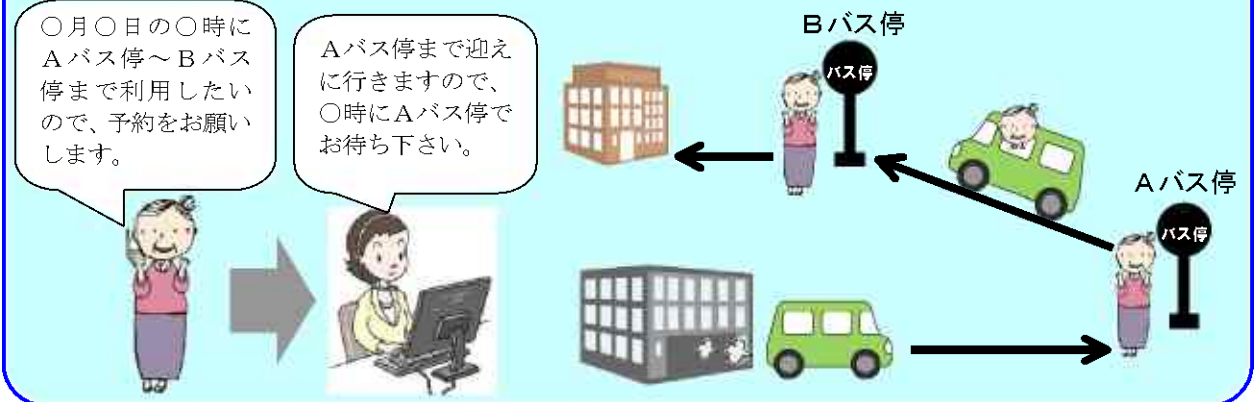 ○月○日の○時に
Aバス停～Bバス
停まで利用したい
ので、予約をお願い
します。
Aバス停まで迎え
に行きますので、
○時にAバス停で
お待ち下さい。
Bバス停
バス停
Aバス停
バス停